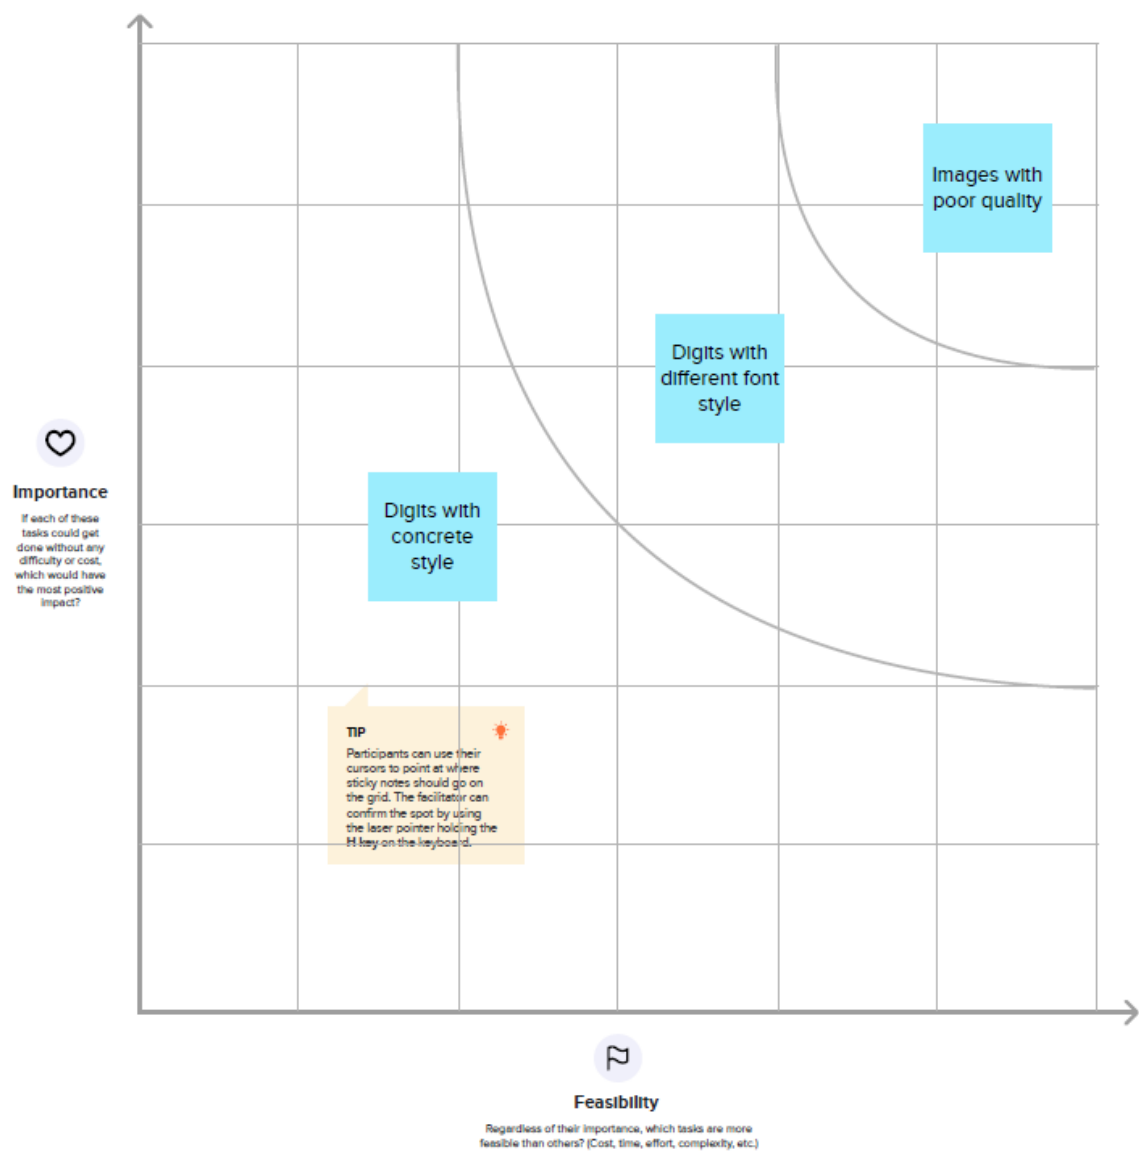 Images with
poor quality
Digits with
different font
style
Importance
If each of these
tasks could get
done without any
difficulty or cost,
which would have
the most positive
impact?
Digits with
concrete
style
TIP
Participants can use their
cursors to point at where
sticky notes should go on
the grid. The facilitator can
confirm the spot by using
the laser pointer holding the
H key on the keyboard.
Feasibility
Regardless of their importance, which tasks are more
feasible than others? (Cost, time, effort, complexity, etc.)